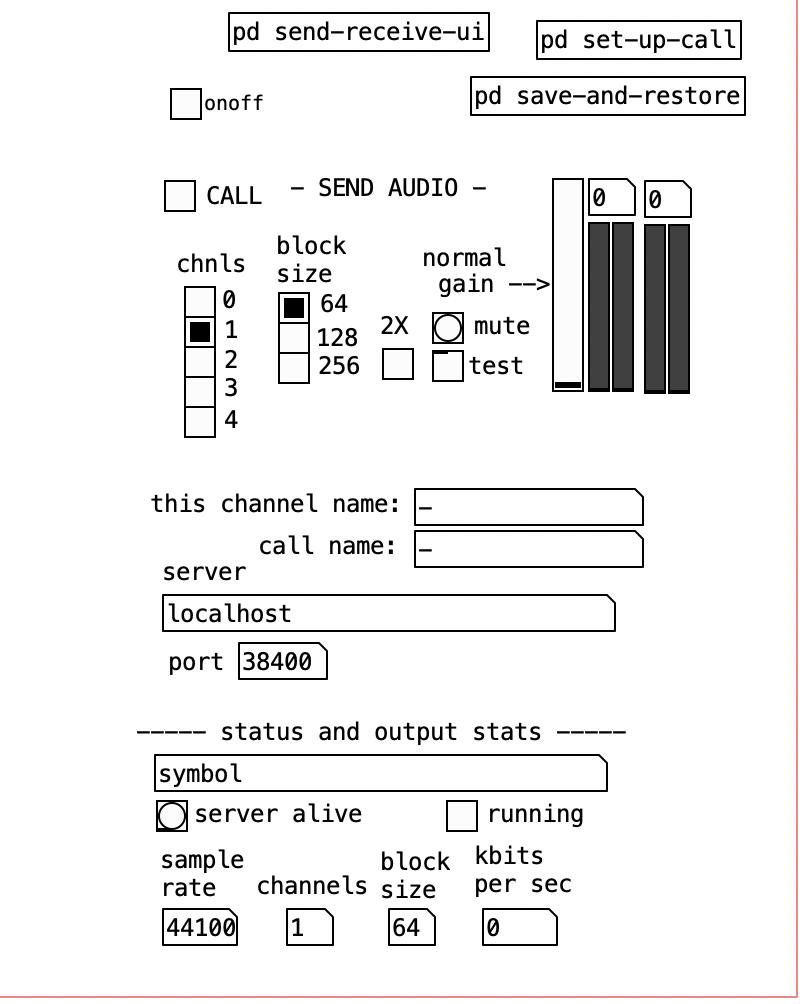 pd send-receive-ui
pd set-up-call
pd save-and-restore
onoff
CALL
- SEND AUDIO -
0
0
chnls
block
size
normal
gain -->
0
1
2
3
4
64
128
256
2X
mute
test
this channel name: -
call name: -
server
localhost
port 38400
----- status and output stats -----
symbol
server alive
running
sample
rate
channels
block
size
kbits
per sec
44100
1
64
0